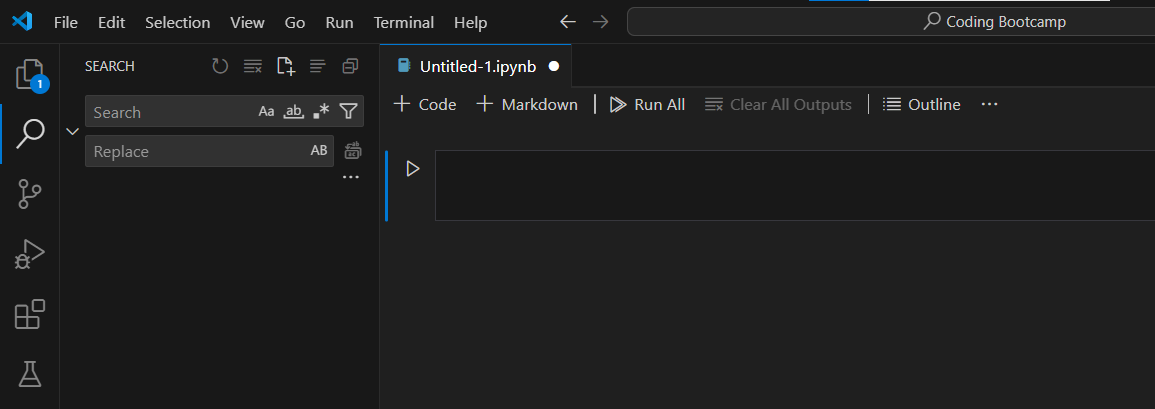 File Edit Selection View Go Run Terminal Help Coding Bootcamp
1
SEARCH
Search Aa ab
Replace AB
Untitled-1.ipynb
Code Markdown Run All Clear All Outputs Outline